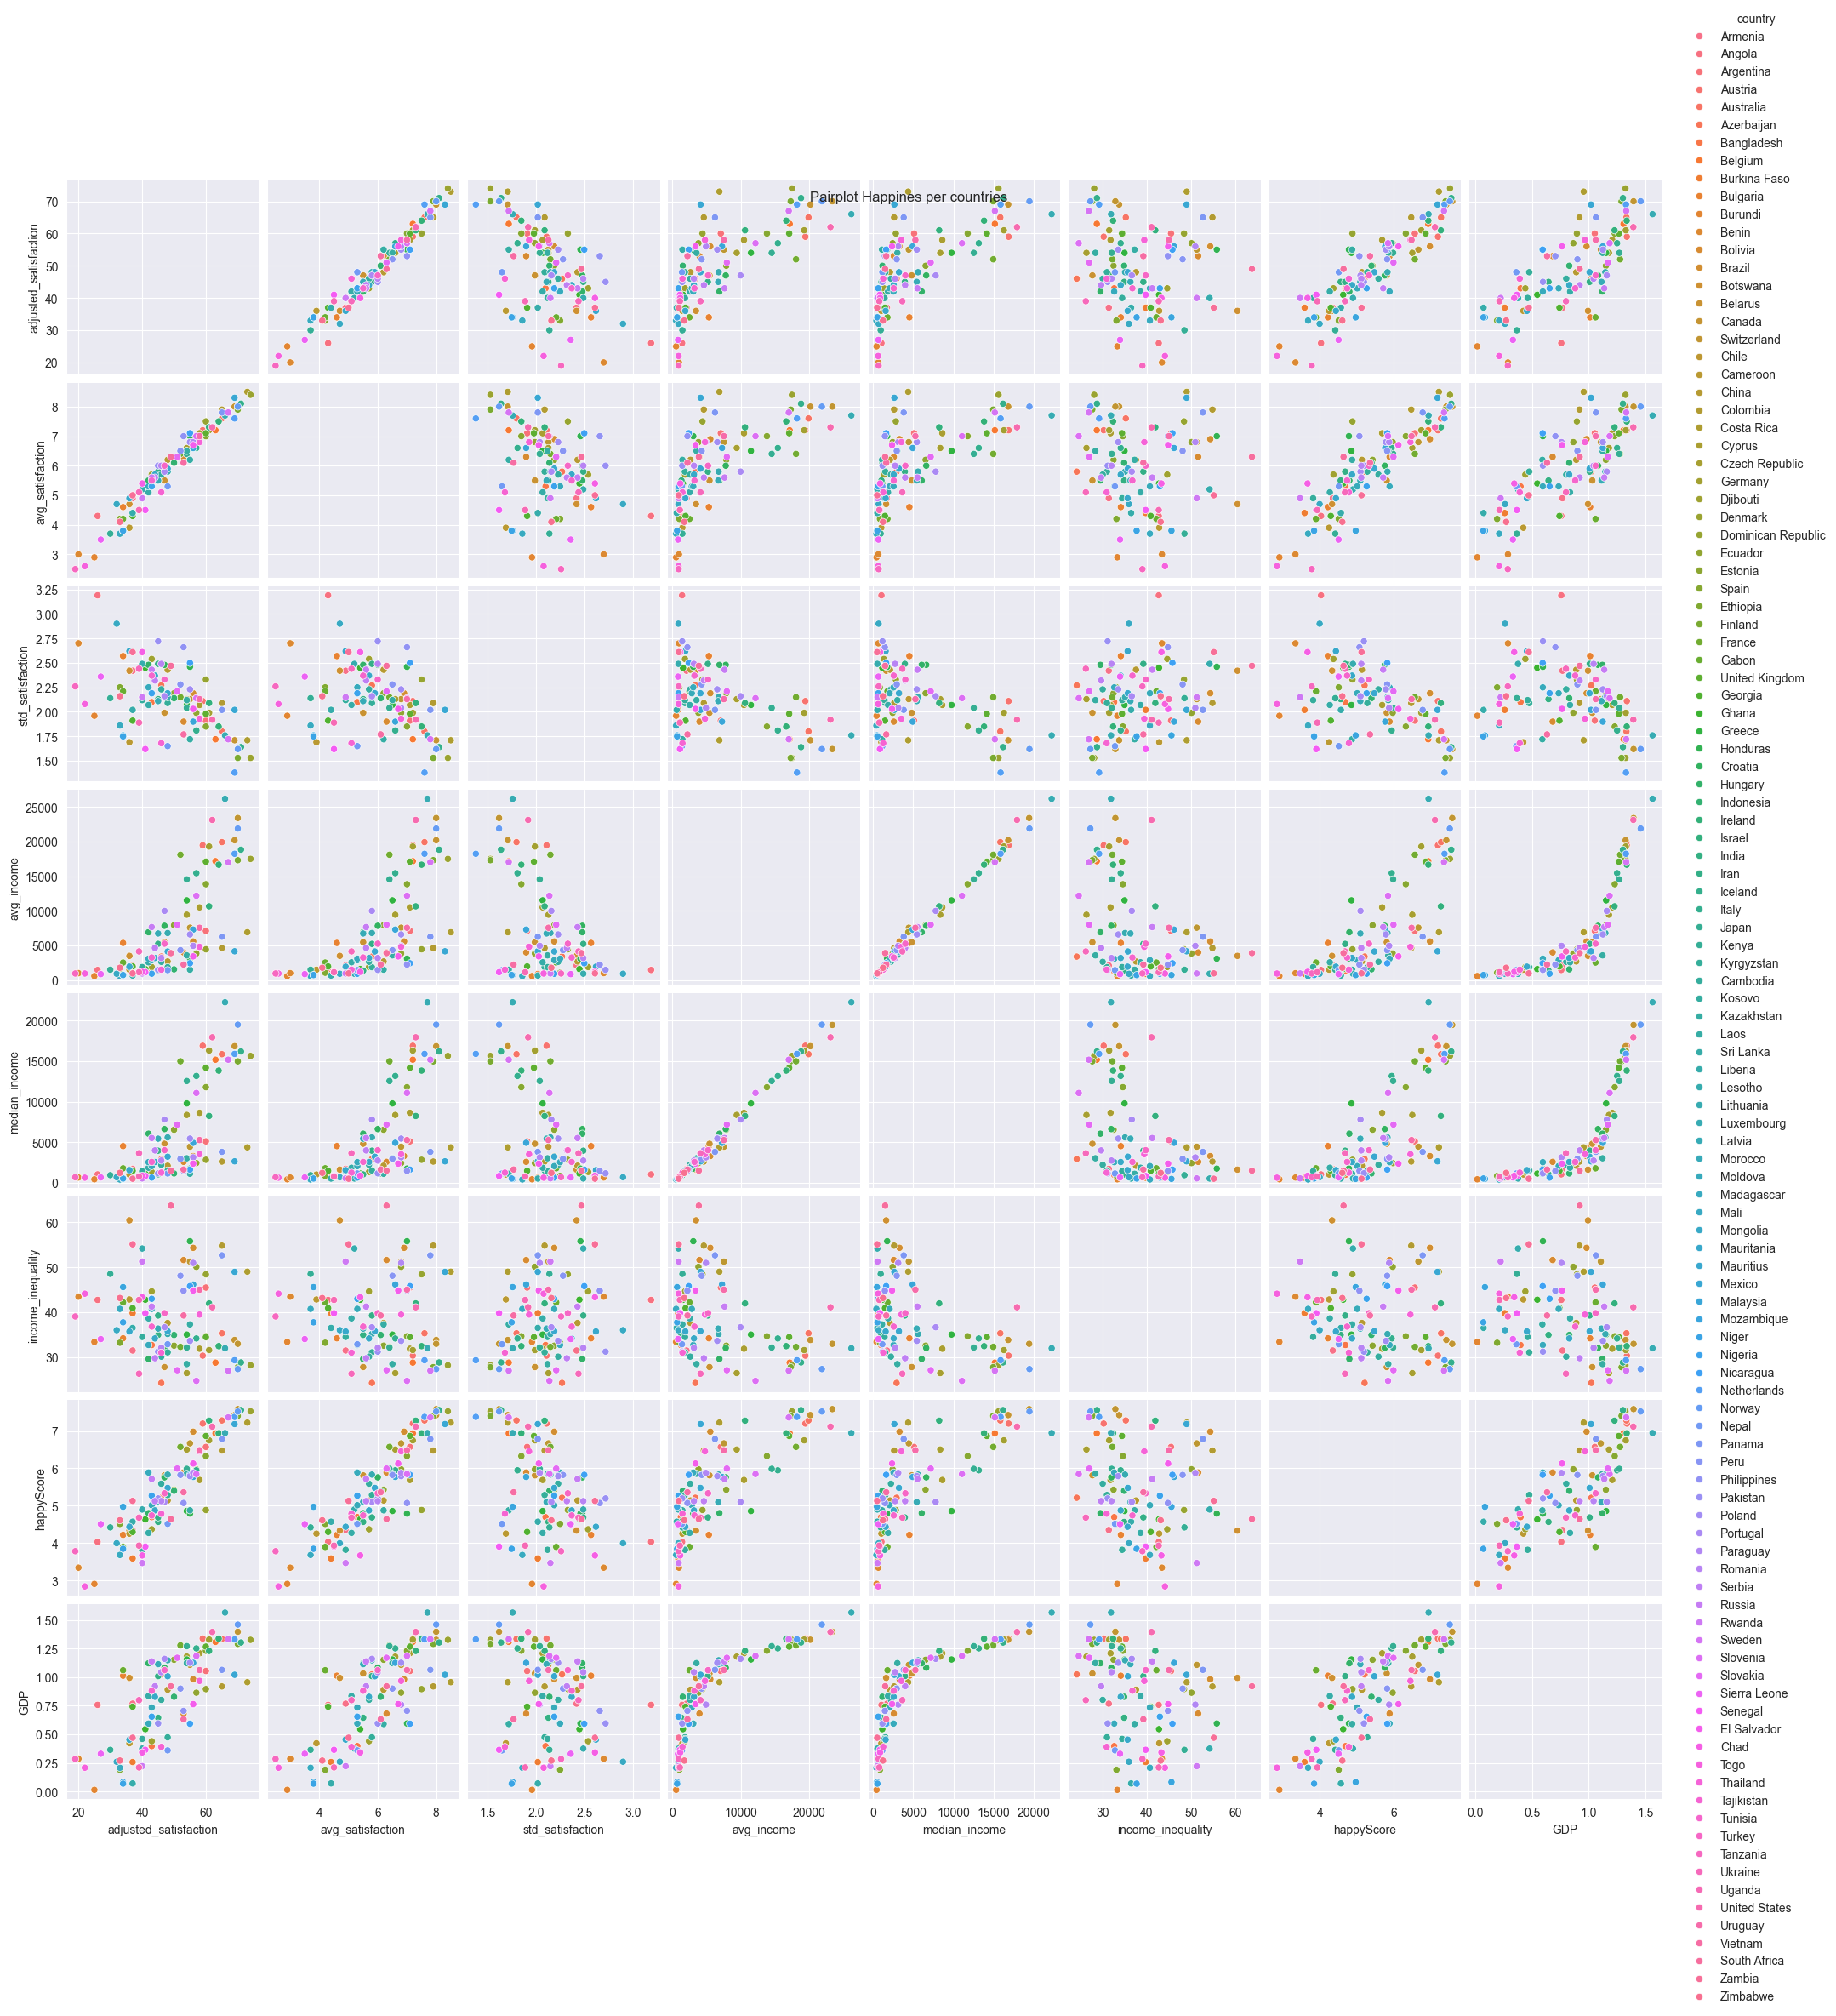 country
Armenia
Angola
Argentina
Austria
Australia
Azerbaijan
Bangladesh
Belgium
Burkina Faso
Bulgaria
Burundi
Benin
Bolivia
Brazil
Botswana
Belarus
Canada
Switzerland
Chile
Cameroon
China
Colombia
Costa Rica
Cyprus
Czech Republic
Germany
Djibouti
Denmark
Dominican Republic
Ecuador
Estonia
Spain
Ethiopia
Finland
France
Gabon
United Kingdom
Georgia
Ghana
Greece
Honduras
Croatia
Hungary
Indonesia
Ireland
Israel
India
Iran
Iceland
Italy
Japan
Kenya
Kyrgyzstan
Cambodia
Kosovo
Kazakhstan
Laos
Sri Lanka
Liberia
Lesotho
Lithuania
Luxembourg
Latvia
Morocco
Moldova
Madagascar
Mali
Mongolia
Mauritania
Mauritius
Mexico
Malaysia
Mozambique
Niger
Nigeria
Nicaragua
Netherlands
Norway
Nepal
Panama
Peru
Philippines
Pakistan
Poland
Portugal
Paraguay
Romania
Serbia
Russia
Rwanda
Sweden
Slovenia
Slovakia
Sierra Leone
Senegal
El Salvador
Chad
Togo
Thailand
Tajikistan
Tunisia
Turkey
Tanzania
Ukraine
Uganda
United States
Uruguay
Vietnam
South Africa
Zambia
Zimbabwe
Pairplot Happines per countries
adjusted_satisfaction
70
60
50
40
30
20
avg_satisfaction
8
7
6
5
4
3
std_satisfaction
3.25
3.00
2.75
2.50
2.25
2.00
1.75
1.50
avg_income
25000
20000
15000
10000
5000
0
median_income
20000
15000
10000
5000
0
income_inequality
60
50
40
30
happyScore
7
6
5
4
3
GDP
1.50
1.25
1.00
0.75
0.50
0.25
0.00
20 40 60
adjusted_satisfaction
4 6 8
avg_satisfaction
1.5 2.0 2.5 3.0
std_satisfaction
0 10000 20000
avg_income
0 5000 10000 15000 20000
median_income
30 40 50 60
income_inequality
4 6
happyScore
0.0 0.5 1.0 1.5
GDP